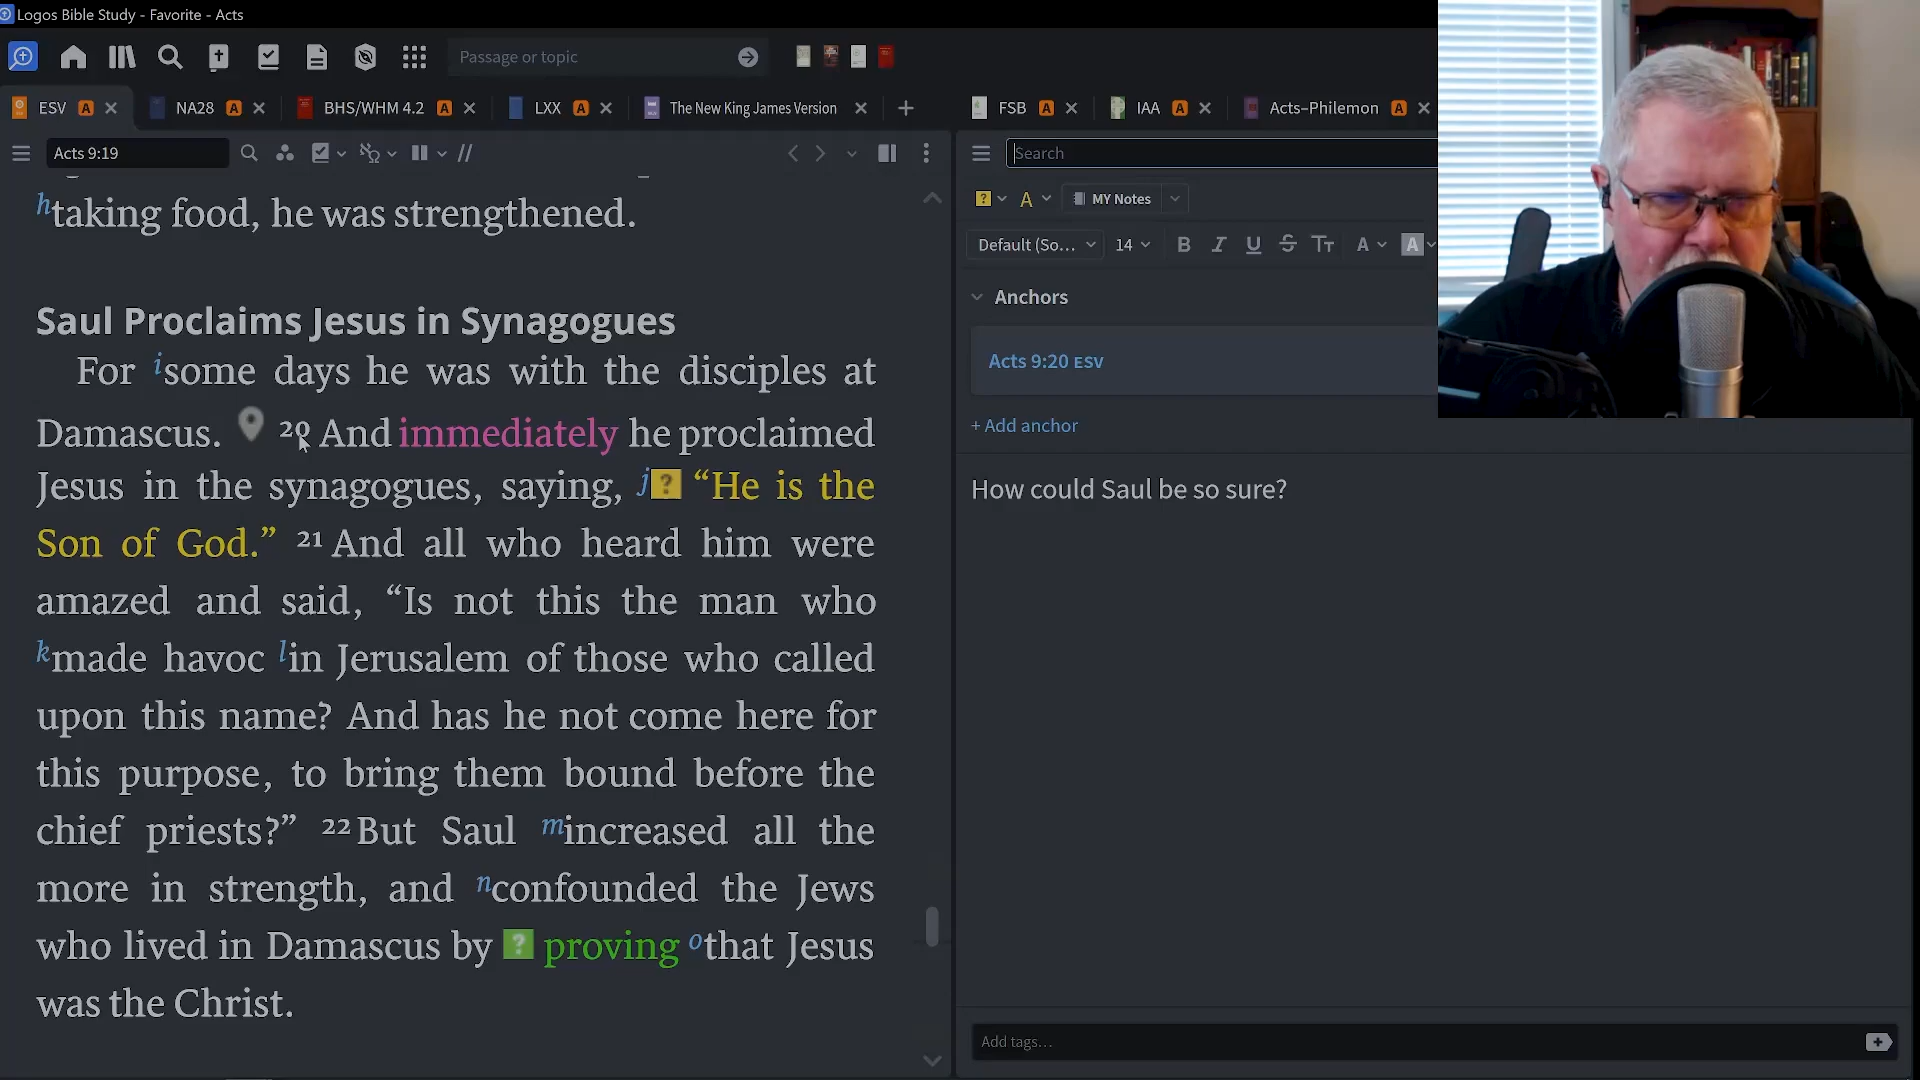 Logos Bible Study - Favorite - Acts
Passage or topic
ESV A
NA28 A
BHS/WHM 4.2 A
LXX A
The New King James Version
FSB A
IAA A
Acts–Philemon A
Acts 9:19
Search
A
MY Notes
Default (So...
14
B I U S Tт A A
h taking food, he was strengthened.
Saul Proclaims Jesus in Synagogues
For i some days he was with the disciples at
Damascus. 20 And immediately he proclaimed
Jesus in the synagogues, saying, j ? “He is the
Son of God.” 21 And all who heard him were
amazed and said, “Is not this the man who
k made havoc l in Jerusalem of those who called
upon this name? And has he not come here for
this purpose, to bring them bound before the
chief priests?” 22 But Saul m increased all the
more in strength, and n confounded the Jews
who lived in Damascus by ? proving o that Jesus
was the Christ.
Anchors
Acts 9:20 ESV
+ Add anchor
How could Saul be so sure?
Add tags...